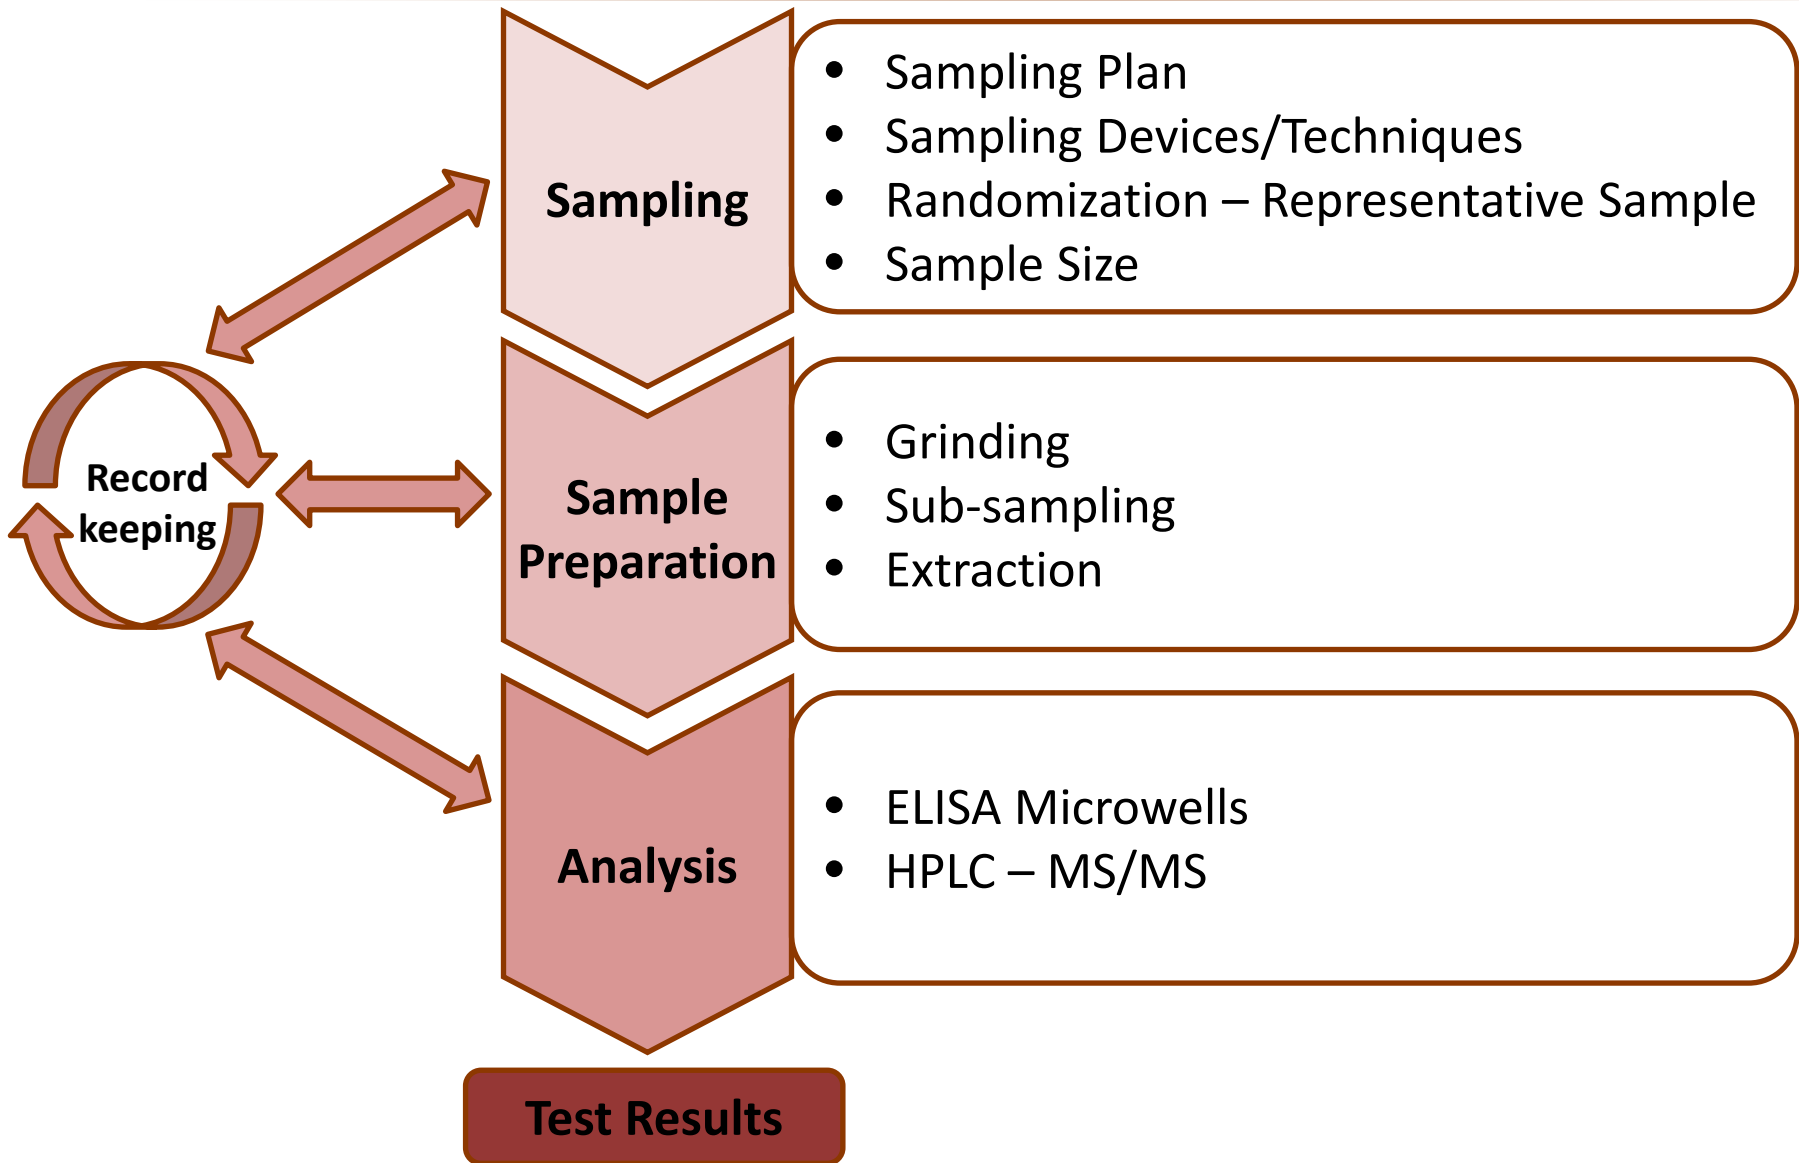 Sampling
• Sampling Plan
• Sampling Devices/Techniques
• Randomization – Representative Sample
• Sample Size
Record
keeping
Sample
Preparation
• Grinding
• Sub-sampling
• Extraction
Analysis
• ELISA Microwells
• HPLC – MS/MS
Test Results